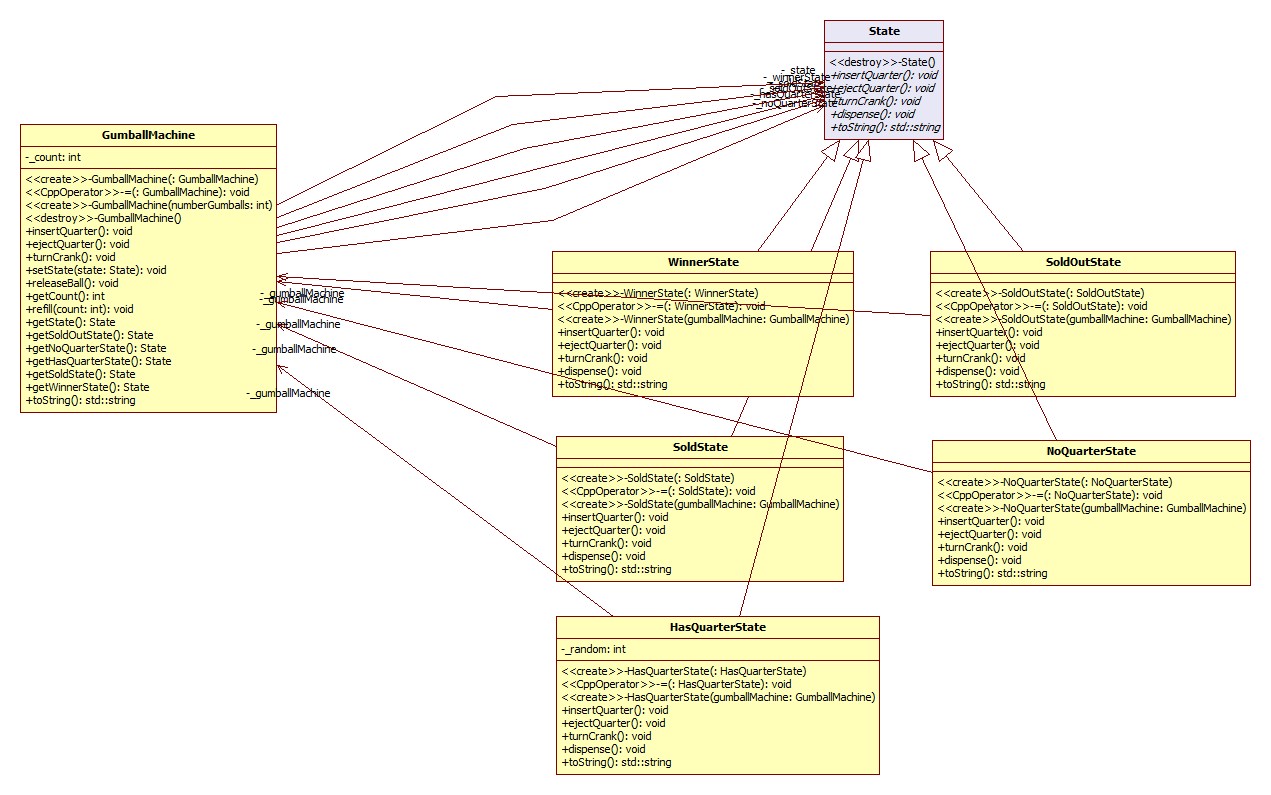 State
<<destroy>>-State()
+insertQuarter(): void
+ejectQuarter(): void
+turnCrank(): void
+dispense(): void
+toString(): std::string
-_state
-_winnerState
-_soldState
-_soldOutState
-_hasQuarterState
-_noQuarterState
GumballMachine
-_count: int
<<create>>-GumballMachine(: GumballMachine)
<<CppOperator>>-=(: GumballMachine): void
<<create>>-GumballMachine(numberGumballs: int)
<<destroy>>-GumballMachine()
+insertQuarter(): void
+ejectQuarter(): void
+turnCrank(): void
+setState(state: State): void
+releaseBall(): void
+getCount(): int
+refill(count: int): void
+getState(): State
+getSoldOutState(): State
+getNoQuarterState(): State
+getHasQuarterState(): State
+getSoldState(): State
+getWinnerState(): State
+toString(): std::string
-_gumballMachine
-_gumballMachine
-_gumballMachine
-_gumballMachine
-_gumballMachine
WinnerState
<<create>>-WinnerState(: WinnerState)
<<CppOperator>>-=(: WinnerState): void
<<create>>-WinnerState(gumballMachine: GumballMachine)
+insertQuarter(): void
+ejectQuarter(): void
+turnCrank(): void
+dispense(): void
+toString(): std::string
SoldOutState
<<create>>-SoldOutState(: SoldOutState)
<<CppOperator>>-=(: SoldOutState): void
<<create>>-SoldOutState(gumballMachine: GumballMachine)
+insertQuarter(): void
+ejectQuarter(): void
+turnCrank(): void
+dispense(): void
+toString(): std::string
SoldState
<<create>>-SoldState(: SoldState)
<<CppOperator>>-=(: SoldState): void
<<create>>-SoldState(gumballMachine: GumballMachine)
+insertQuarter(): void
+ejectQuarter(): void
+turnCrank(): void
+dispense(): void
+toString(): std::string
NoQuarterState
<<create>>-NoQuarterState(: NoQuarterState)
<<CppOperator>>-=(: NoQuarterState): void
<<create>>-NoQuarterState(gumballMachine: GumballMachine)
+insertQuarter(): void
+ejectQuarter(): void
+turnCrank(): void
+dispense(): void
+toString(): std::string
HasQuarterState
-_random: int
<<create>>-HasQuarterState(: HasQuarterState)
<<CppOperator>>-=(: HasQuarterState): void
<<create>>-HasQuarterState(gumballMachine: GumballMachine)
+insertQuarter(): void
+ejectQuarter(): void
+turnCrank(): void
+dispense(): void
+toString(): std::string